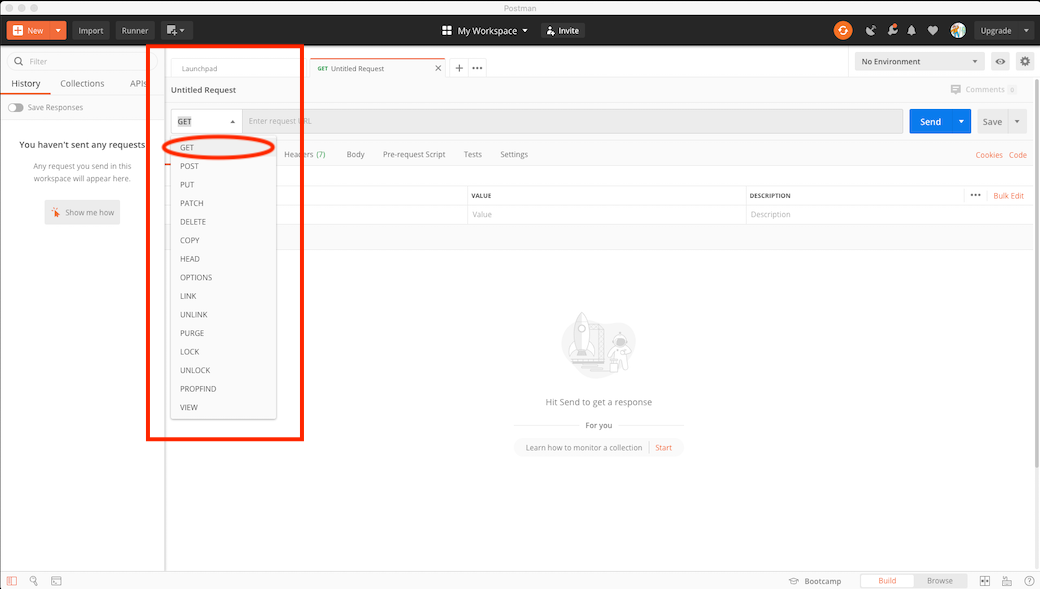 Postman
New
Import
Runner
My Workspace
Invite
Upgrade
Filter
History
Collections
APIs
Save Responses
You haven't sent any requests
Any request you send in this
workspace will appear here.
Show me how
Launchpad
GET Untitled Request
No Environment
Untitled Request
Comments 0
GET
Enter request URL
Send
Save
GET
POST
PUT
PATCH
DELETE
COPY
HEAD
OPTIONS
LINK
UNLINK
PURGE
LOCK
UNLOCK
PROPFIND
VIEW
Headers (7)
Body
Pre-request Script
Tests
Settings
Cookies
Code
VALUE
DESCRIPTION
Bulk Edit
Value
Description
Hit Send to get a response
For you
Learn how to monitor a collection
Start
Bootcamp
Build
Browse